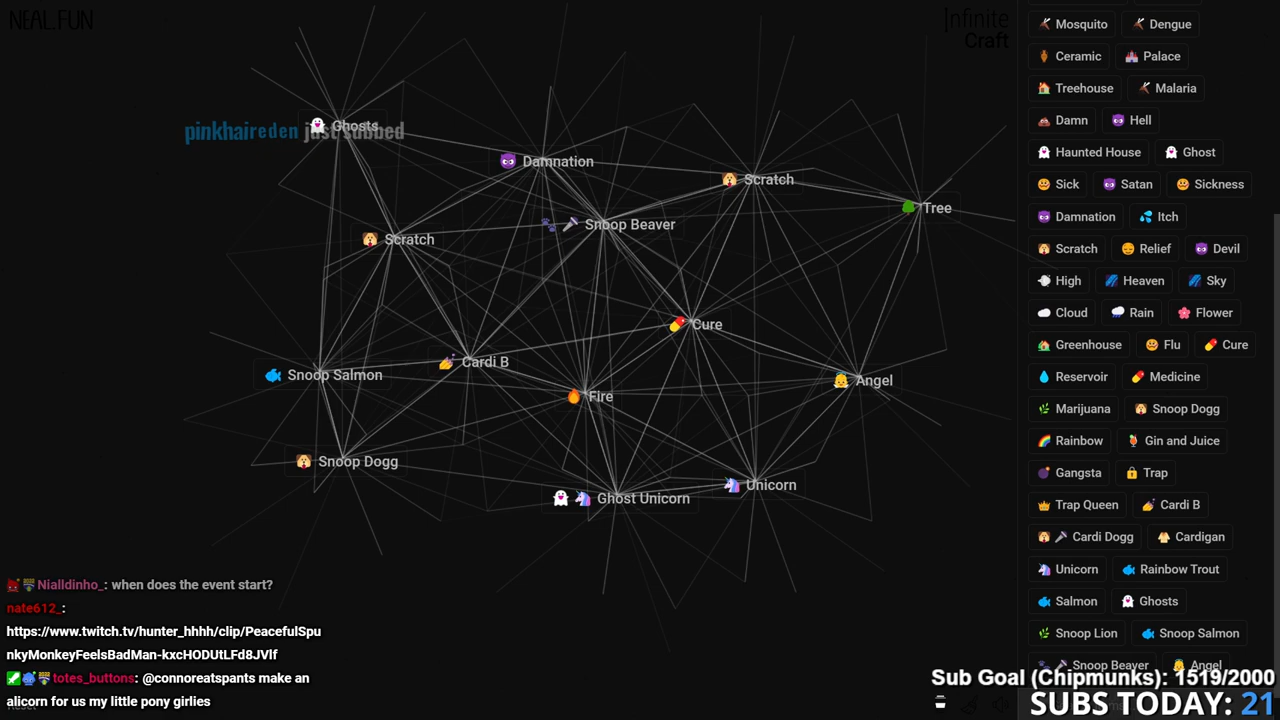 NEAL.FUN
Infinite
Craft
pinkhaireden just subbed
Ghosts
Damnation
Scratch
Tree
Snoop Beaver
Scratch
Cure
Cardi B
Snoop Salmon
Angel
Fire
Snoop Dogg
Ghost Unicorn
Unicorn
Mosquito Dengue
Ceramic Palace
Treehouse Malaria
Damn Hell
Haunted House Ghost
Sick Satan Sickness
Damnation Itch
Scratch Relief Devil
High Heaven Sky
Cloud Rain Flower
Greenhouse Flu Cure
Reservoir Medicine
Marijuana Snoop Dogg
Rainbow Gin and Juice
Gangsta Trap
Trap Queen Cardi B
Cardi Dogg Cardigan
Unicorn Rainbow Trout
Salmon Ghosts
Snoop Lion Snoop Salmon
Snoop Beaver Angel
Nialldinho_: when does the event start?
nate612_:
https://www.twitch.tv/hunter_hhhh/clip/PeacefulSpu
nkyMonkeyFeelsBadMan-kxcHODUtLFd8JVlf
totes_buttons: @connoreatspants make an
alicorn for us my little pony girlies
Reset
Sub Goal (Chipmunks): 1519/2000
SUBS TODAY: 21